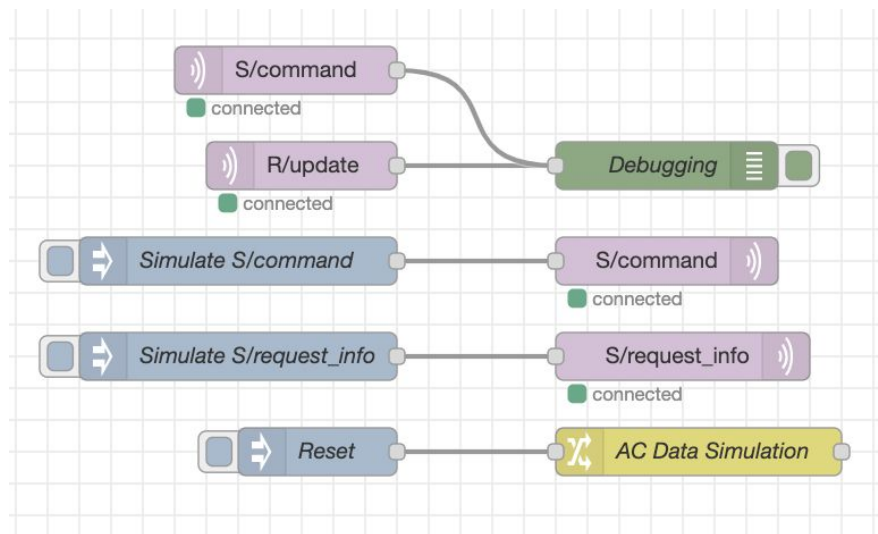 S/command
connected
R/update
Debugging
connected
Simulate S/command
S/command
connected
Simulate S/request_info
S/request_info
connected
Reset
AC Data Simulation